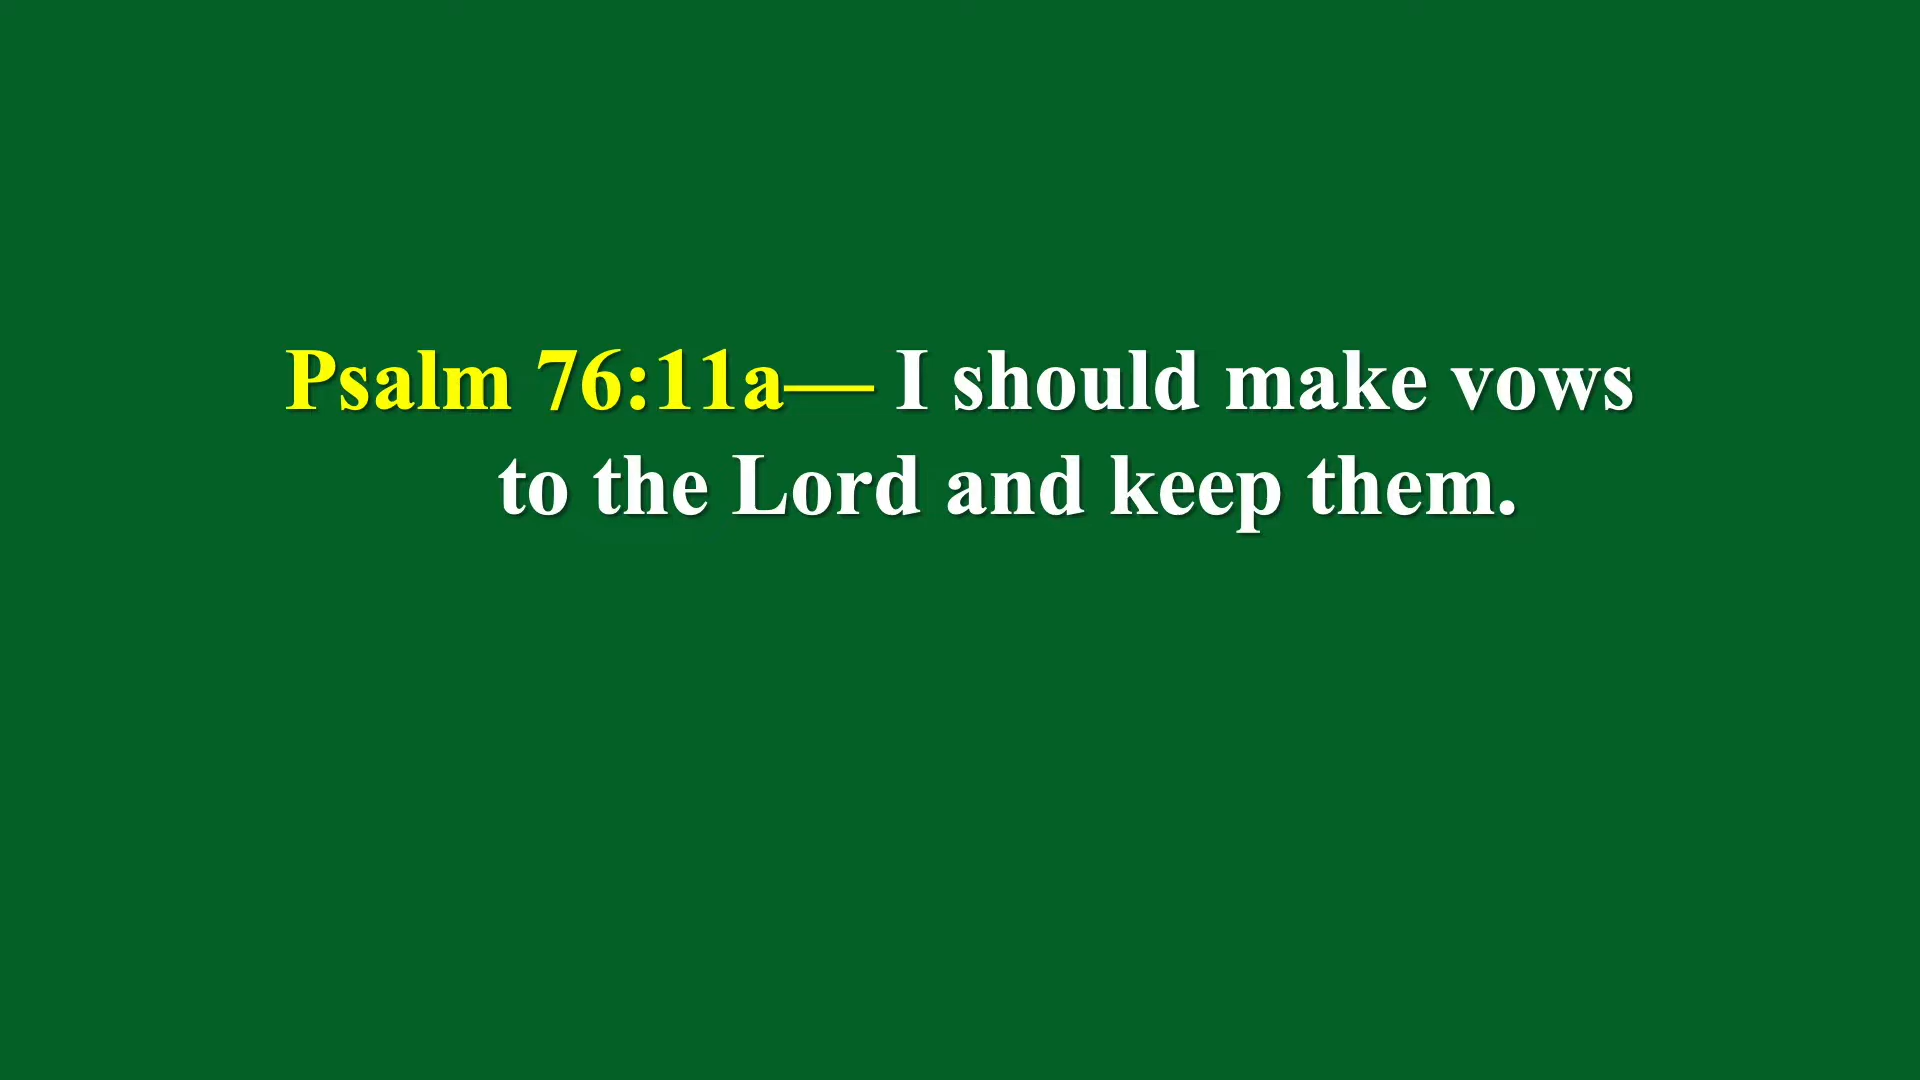 Psalm 76:11a— I should make vows
to the Lord and keep them.